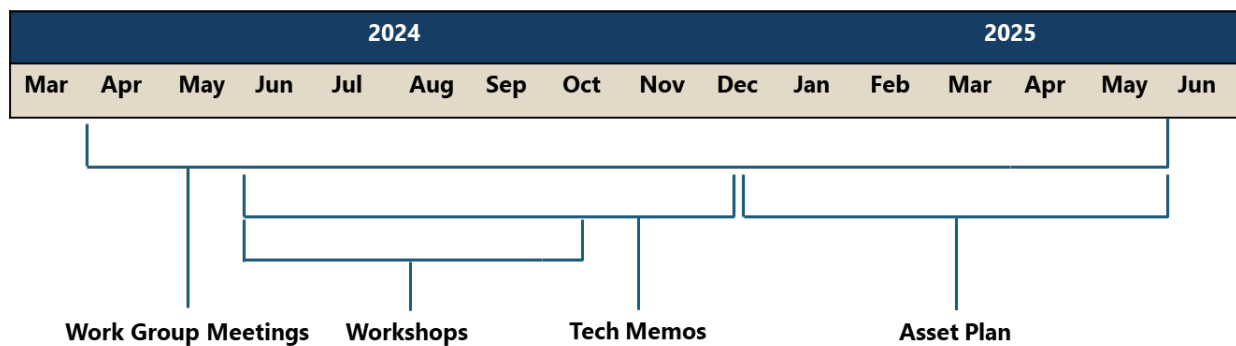 2024 2025
Mar Apr May Jun Jul Aug Sep Oct Nov Dec Jan Feb Mar Apr May Jun
Work Group Meetings Workshops Tech Memos Asset Plan